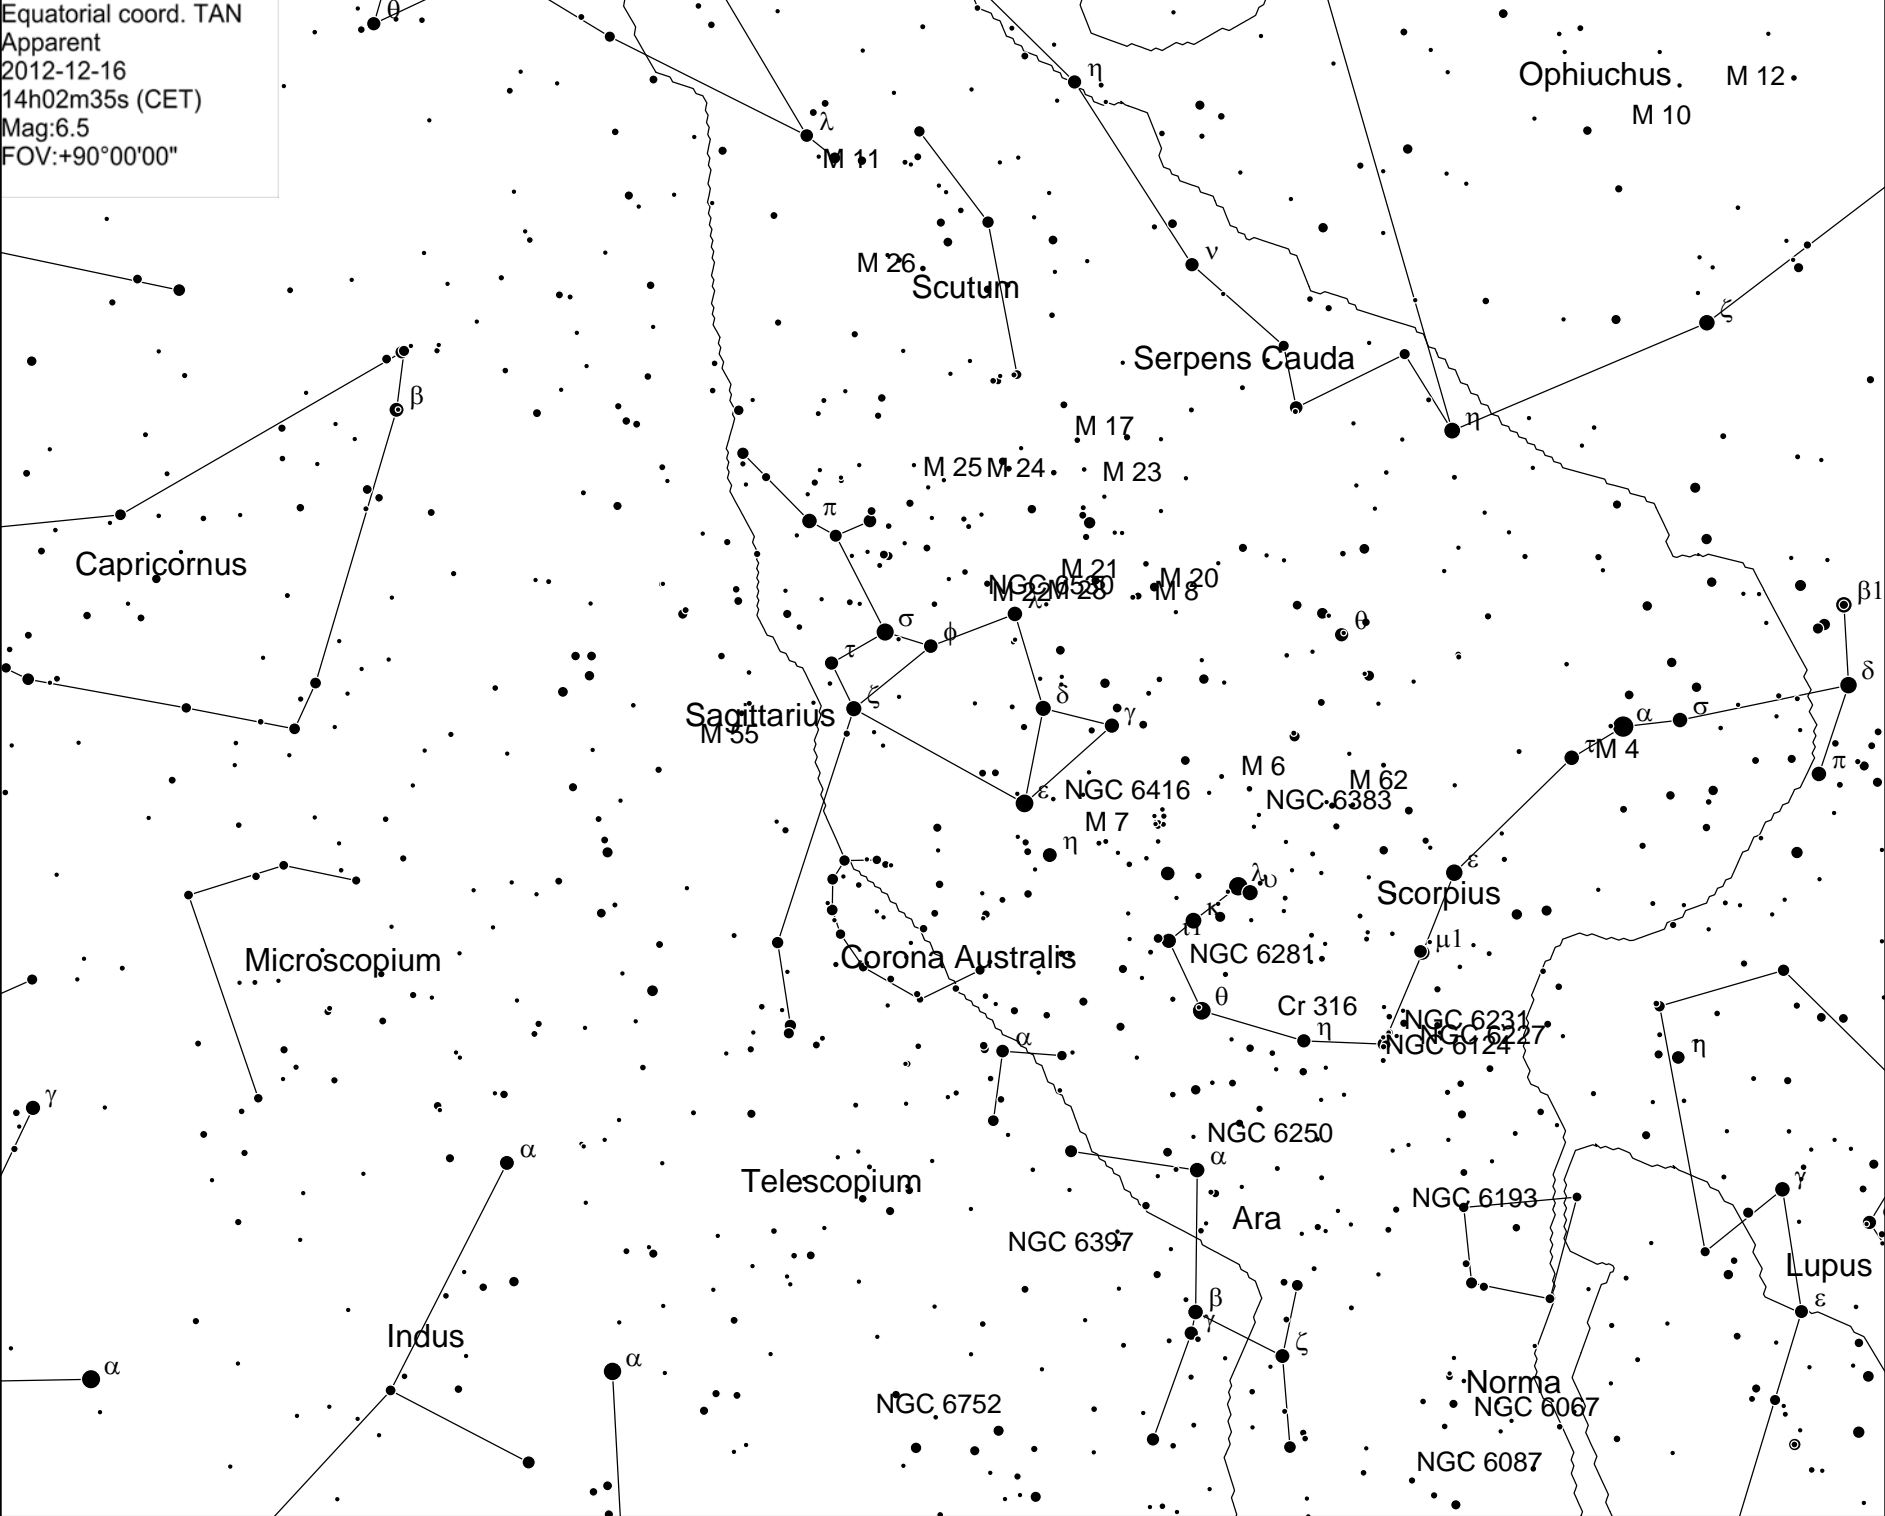 Equatorial coord. TAN
Apparent
2012-12-16
14h02m35s (CET)
Mag:6.5
FOV:+90°00'00"
θ
η
Ophiuchus
M 12
M 10
λ
M 11
ν
M 26
Scutum
ζ
Serpens Cauda
β
η
M 17
M 25
M 24
M 23
π
Capricornus
M 21
M 20
NGC 6530
M 22
M 28
M 8
β1
λ
σ
φ
θ
τ
δ
ζ
δ
γ
α
σ
Sagittarius
M 55
τ
M 4
π
M 6
M 62
ε
NGC 6416
NGC 6383
M 7
η
ε
λ
υ
Scorpius
κ
ι1
μ1
Microscopium
Corona Australis
NGC 6281
θ
Cr 316
η
NGC 6231
NGC 6227
NGC 6124
α
η
γ
NGC 6250
α
α
Telescopium
γ
NGC 6193
Ara
NGC 6397
Lupus
β
ε
γ
Indus
ζ
α
α
Norma
NGC 6752
NGC 6067
NGC 6087